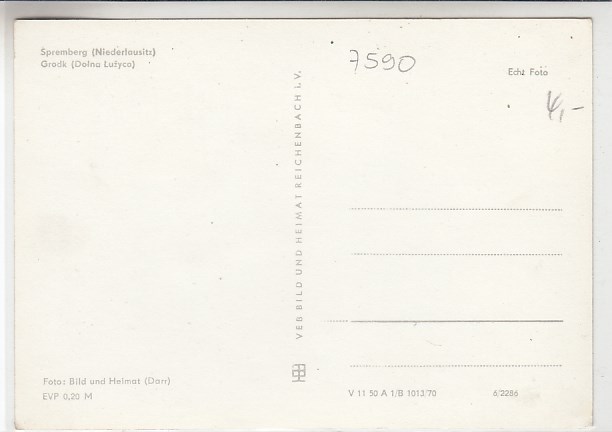 Spremberg (Niederlausitz)
Grodk (Dolna Łužyca)
7590
Echt Foto
4,-
VEB BILD UND HEIMAT REICHENBACH I. V.
Foto: Bild und Heimat (Darr)
EVP 0,20 M
V 11 50 A 1/B 1013/70 6/2286